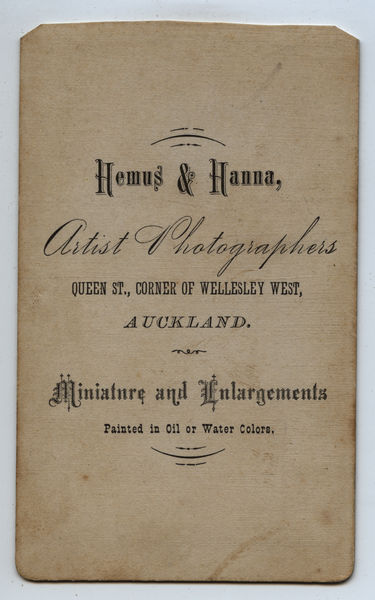 Hemus & Hanna,
Artist Photographers
QUEEN ST., CORNER OF WELLESLEY WEST,
AUCKLAND.
Miniature and Enlargements
Painted in Oil or Water Colors.